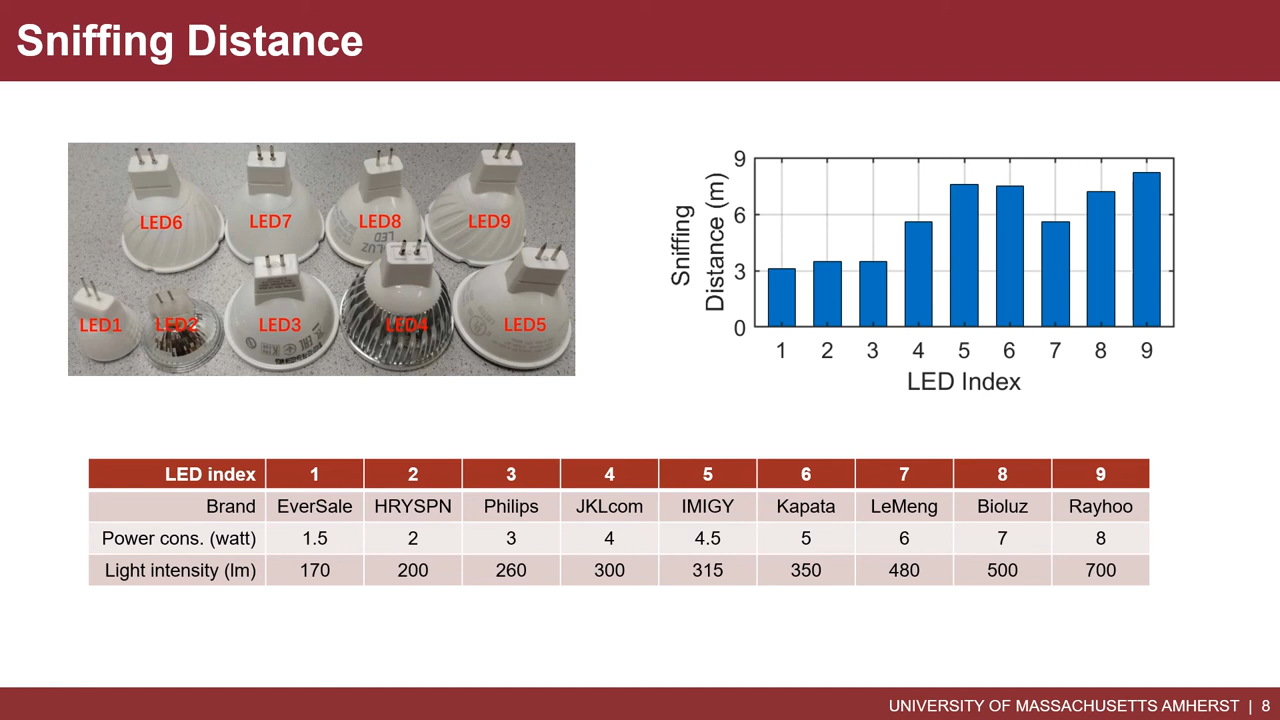 Sniffing Distance
LED6 LED7 LED8 LED9
LED1 LED2 LED3 LED4 LED5
Sniffing
Distance (m)
9
6
3
0
1 2 3 4 5 6 7 8 9
LED Index
LED index 1 2 3 4 5 6 7 8 9
Brand EverSale HRYSPN Philips JKLcom IMIGY Kapata LeMeng Bioluz Rayhoo
Power cons. (watt) 1.5 2 3 4 4.5 5 6 7 8
Light intensity (lm) 170 200 260 300 315 350 480 500 700
UNIVERSITY OF MASSACHUSETTS AMHERST | 8